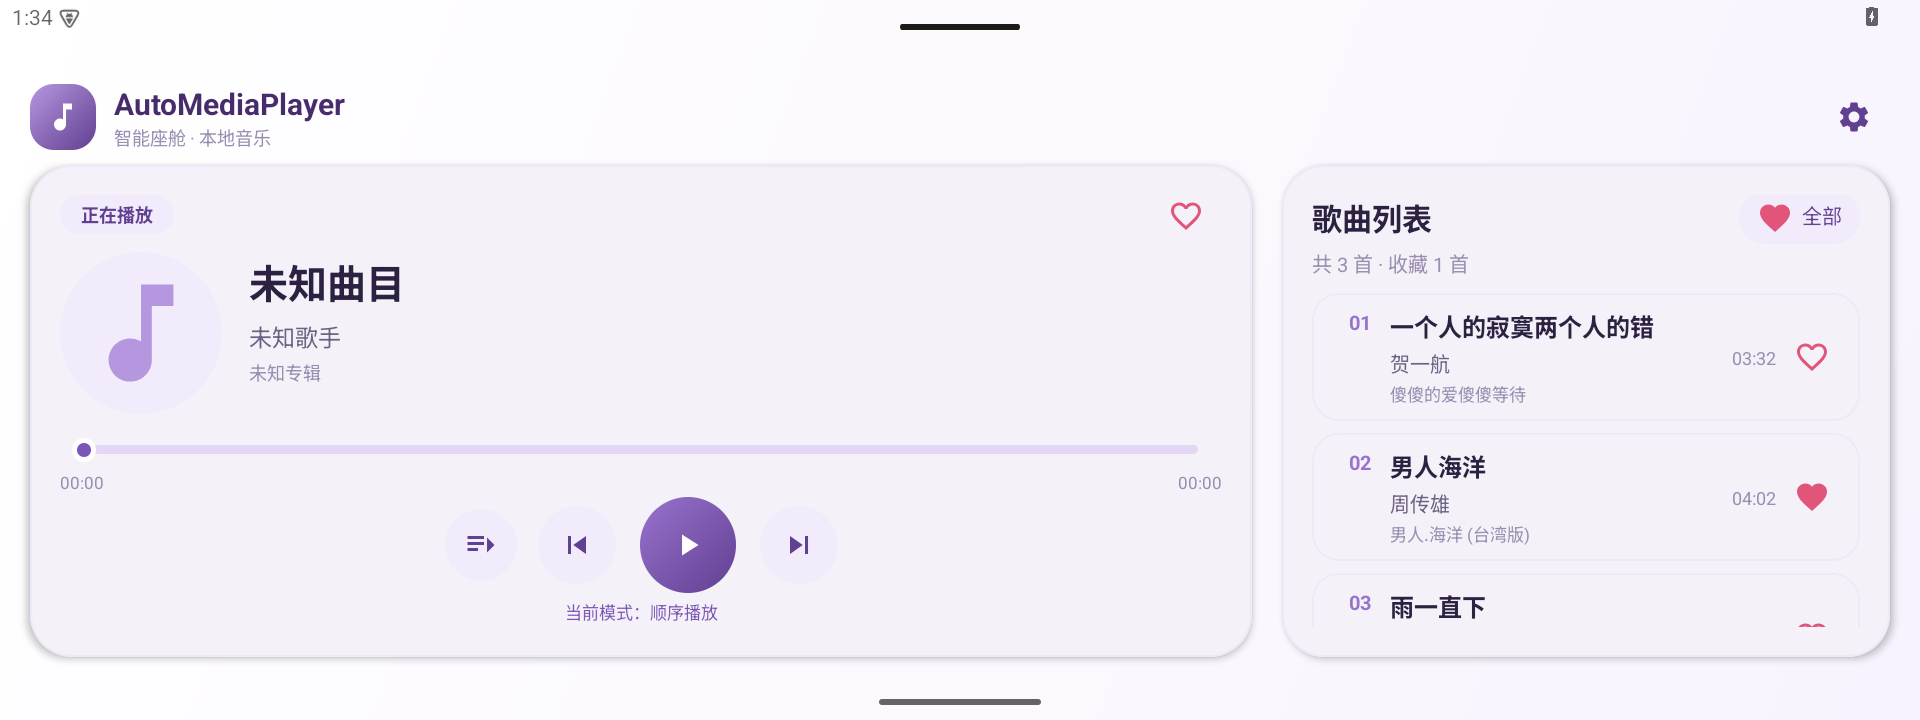 1:34
AutoMediaPlayer
智能座舱 · 本地音乐
正在播放
未知曲目
未知歌手
未知专辑
00:00
00:00
当前模式：顺序播放
歌曲列表
全部
共 3 首 · 收藏 1 首
01
一个人的寂寞两个人的错
贺一航
傻傻的爱傻傻等待
03:32
02
男人海洋
周传雄
男人.海洋 (台湾版)
04:02
03
雨一直下